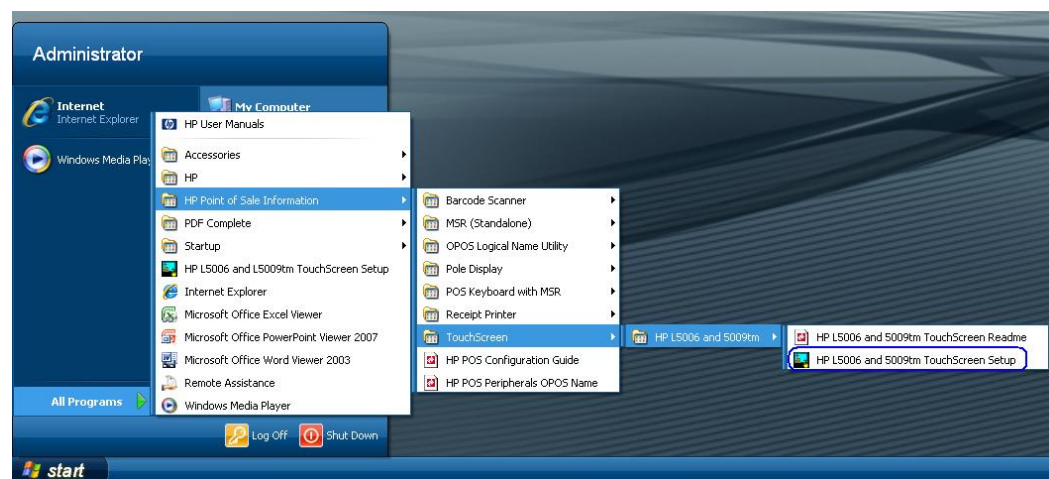 Administrator
Internet
Internet Explorer
My Computer
Windows Media Play
HP User Manuals
Accessories
HP
HP Point of Sale Information
PDF Complete
Startup
HP L5006 and L5009tm TouchScreen Setup
Internet Explorer
Microsoft Office Excel Viewer
Microsoft Office PowerPoint Viewer 2007
Microsoft Office Word Viewer 2003
Remote Assistance
Windows Media Player
Barcode Scanner
MSR (Standalone)
OPOS Logical Name Utility
Pole Display
POS Keyboard with MSR
Receipt Printer
TouchScreen
HP POS Configuration Guide
HP POS Peripherals OPOS Name
HP L5006 and 5009tm
HP L5006 and 5009tm TouchScreen Readme
HP L5006 and 5009tm TouchScreen Setup
All Programs
Log Off
Shut Down
start